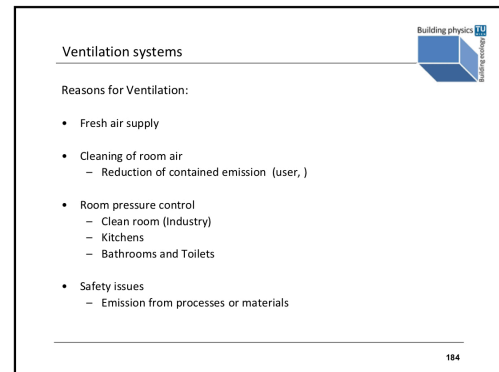 Building physics TU
Building ecology
Ventilation systems
Reasons for Ventilation:
• Fresh air supply
• Cleaning of room air
– Reduction of contained emission (user, )
• Room pressure control
– Clean room (Industry)
– Kitchens
– Bathrooms and Toilets
• Safety issues
– Emission from processes or materials
184